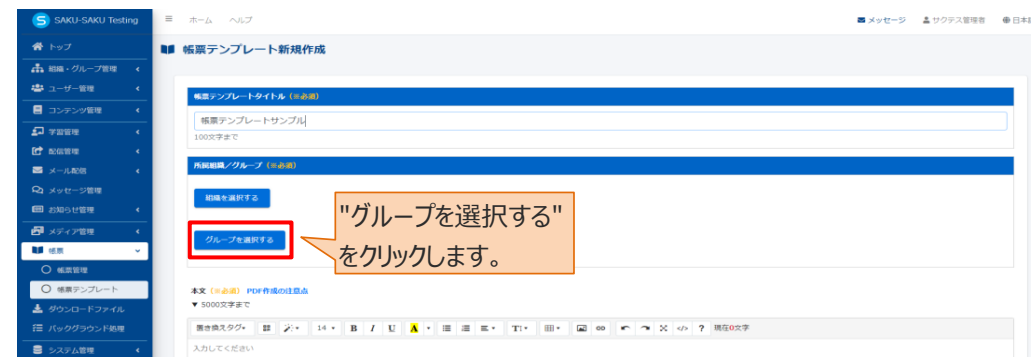 SAKU-SAKU Testing
ホーム ヘルプ
メッセージ サクテス管理者 日本語
トップ
帳票テンプレート新規作成
組織・グループ管理
ユーザー管理
コンテンツ管理
学習管理
配信管理
メール配信
メッセージ管理
お知らせ管理
メディア管理
帳票
帳票管理
帳票テンプレート
ダウンロードファイル
バックグラウンド処理
システム管理
帳票テンプレートタイトル (※必須)
帳票テンプレートサンプル
100文字まで
所属組織/グループ (※必須)
組織を選択する
グループを選択する
"グループを選択する"
をクリックします。
本文 (※必須) PDF作成の注意点
▼ 5000文字まで
置き換えタグ 14 B I U A T </> ? 現在0文字
入力してください